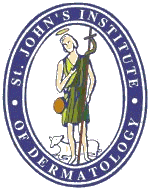 ST. JOHN'S INSTITUTE
OF DERMATOLOGY